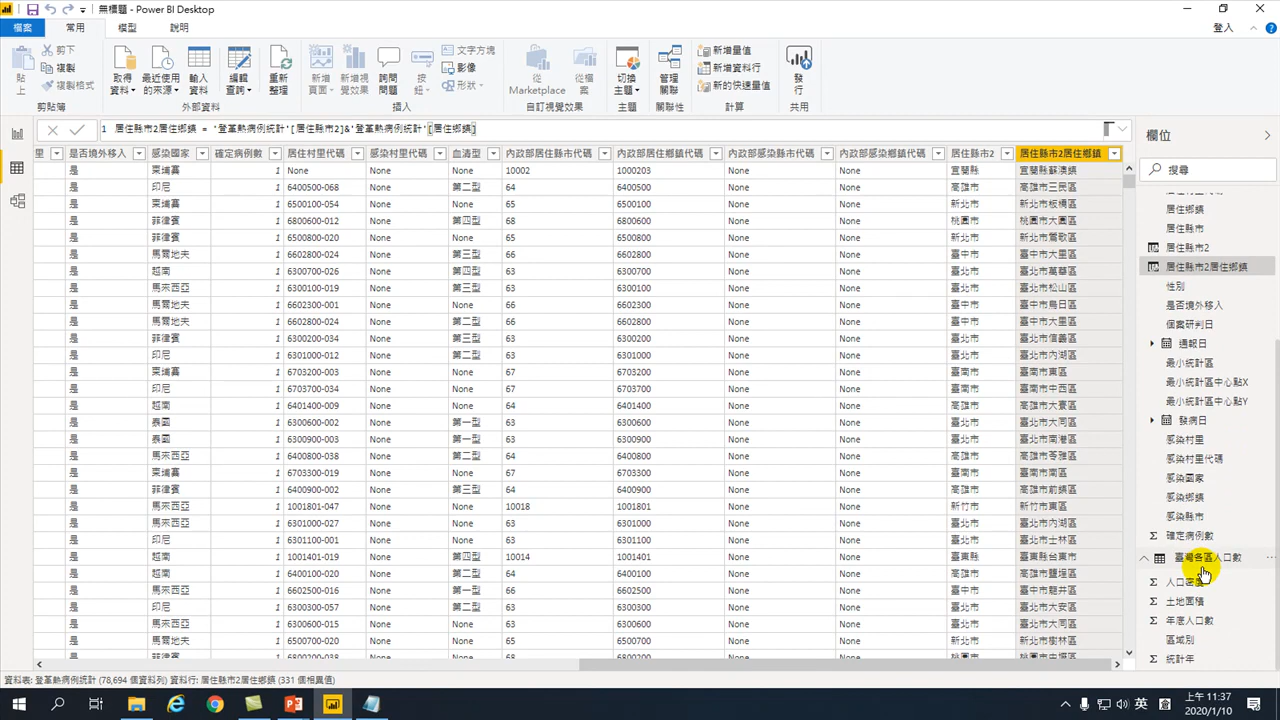 無標題 - Power BI Desktop
登入
檔案 常用 模型 說明
貼上 剪下 複製 複製格式 剪貼簿
取得資料 最近使用的來源 輸入資料 編輯查詢 重新整理 外部資料
新增頁面 新增視覺效果 詢問問題 按鈕 文字方塊 影像 形狀 插入
從 Marketplace 從檔案 自訂視覺效果
切換主題 主題
管理關聯 關聯性
新增量值 新增資料行 新的快速量值 計算
發行 共用
1 居住縣市2居住鄉鎮 = '登革熱病例統計'[居住縣市2]&'登革熱病例統計'[居住鄉鎮]
里 是否境外移入 感染國家 確定病例數 居住村里代碼 感染村里代碼 血清型 內政部居住縣市代碼 內政部居住鄉鎮代碼 內政部感染縣市代碼 內政部感染鄉鎮代碼 居住縣市2 居住縣市2居住鄉鎮
是 柬埔寨 1 None None None 10002 1000203 None None 宜蘭縣 宜蘭縣蘇澳鎮
是 印尼 1 6400500-068 None 第二型 64 6400500 None None 高雄市 高雄市三民區
是 柬埔寨 1 6500100-054 None None 65 6500100 None None 新北市 新北市板橋區
是 菲律賓 1 6800600-012 None 第四型 68 6800600 None None 桃園市 桃園市大園區
是 菲律賓 1 6500800-020 None None 65 6500800 None None 新北市 新北市鶯歌區
是 馬爾地夫 1 6602800-024 None 第三型 66 6602800 None None 臺中市 臺中市大里區
是 越南 1 6300700-026 None 第四型 63 6300700 None None 臺北市 臺北市萬華區
是 馬來西亞 1 6300100-019 None 第三型 63 6300100 None None 臺北市 臺北市松山區
是 馬爾地夫 1 6602300-001 None None 66 6602300 None None 臺中市 臺中市烏日區
是 馬爾地夫 1 6602800-024 None 第二型 66 6602800 None None 臺中市 臺中市大里區
是 菲律賓 1 6300200-034 None 第三型 63 6300200 None None 臺北市 臺北市信義區
是 印尼 1 6301000-012 None 第二型 63 6301000 None None 臺北市 臺北市內湖區
是 柬埔寨 1 6703200-003 None None 67 6703200 None None 臺南市 臺南市東區
是 印尼 1 6703700-034 None None 67 6703700 None None 臺南市 臺南市中西區
是 越南 1 6401400-009 None None 64 6401400 None None 高雄市 高雄市大寮區
是 泰國 1 6300600-002 None 第一型 63 6300600 None None 臺北市 臺北市大同區
是 泰國 1 6300900-003 None 第一型 63 6300900 None None 臺北市 臺北市南港區
是 馬來西亞 1 6400800-038 None 第二型 64 6400800 None None 高雄市 高雄市苓雅區
是 柬埔寨 1 6703300-019 None None 67 6703300 None None 臺南市 臺南市南區
是 菲律賓 1 6400900-002 None 第三型 64 6400900 None None 高雄市 高雄市前鎮區
是 馬來西亞 1 1001801-047 None None 10018 1001801 None None 新竹市 新竹市東區
是 馬來西亞 1 6301000-027 None None 63 6301000 None None 臺北市 臺北市內湖區
是 印尼 1 6301100-001 None None 63 6301100 None None 臺北市 臺北市士林區
是 越南 1 1001401-019 None 第四型 10014 1001401 None None 臺東縣 臺東縣台東市
是 越南 1 6400100-020 None 第二型 64 6400100 None None 高雄市 高雄市鹽埕區
是 菲律賓 1 6602500-016 None None 66 6602500 None None 臺中市 臺中市龍井區
是 印尼 1 6300300-057 None None 63 6300300 None None 臺北市 臺北市大安區
是 馬來西亞 1 6300600-015 None None 63 6300600 None None 臺北市 臺北市大同區
是 馬來西亞 1 6500700-020 None None 65 6500700 None None 新北市 新北市樹林區
欄位
搜尋
居住鄉鎮
居住縣市
居住縣市2
居住縣市2居住鄉鎮
性別
是否境外移入
個案研判日
通報日
最小統計區
最小統計區中心點X
最小統計區中心點Y
發病日
感染村里
感染村里代碼
感染國家
感染鄉鎮
感染縣市
確定病例數
臺灣各區人口數
人口密度
土地面積
年底人口數
區域別
統計年
資料表: 登革熱病例統計 (78,694 個資料列) 資料行: 居住縣市2居住鄉鎮 (331 個相異值)
英
上午 11:37
2020/1/10